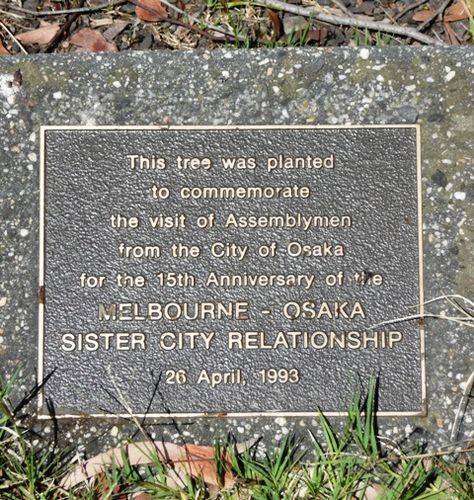 This tree was planted
to commemorate
the visit of Assemblymen
from the City of Osaka
for the 15th Anniversary of the
MELBOURNE - OSAKA
SISTER CITY RELATIONSHIP
26 April, 1993